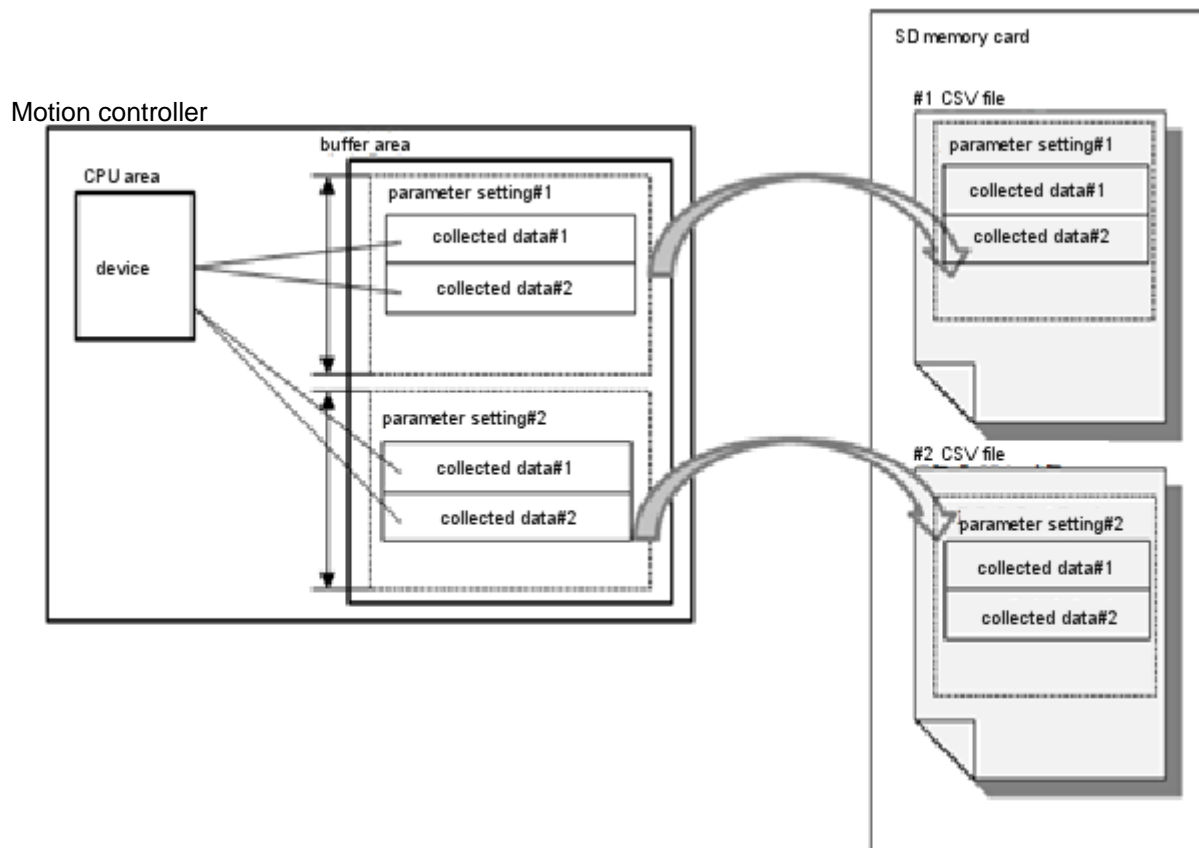 Motion controller
CPU area
device
buffer area
parameter setting#1
collected data#1
collected data#2
parameter setting#2
collected data#1
collected data#2
SD memory card
#1 CSV file
parameter setting#1
collected data#1
collected data#2
#2 CSV file
parameter setting#2
collected data#1
collected data#2